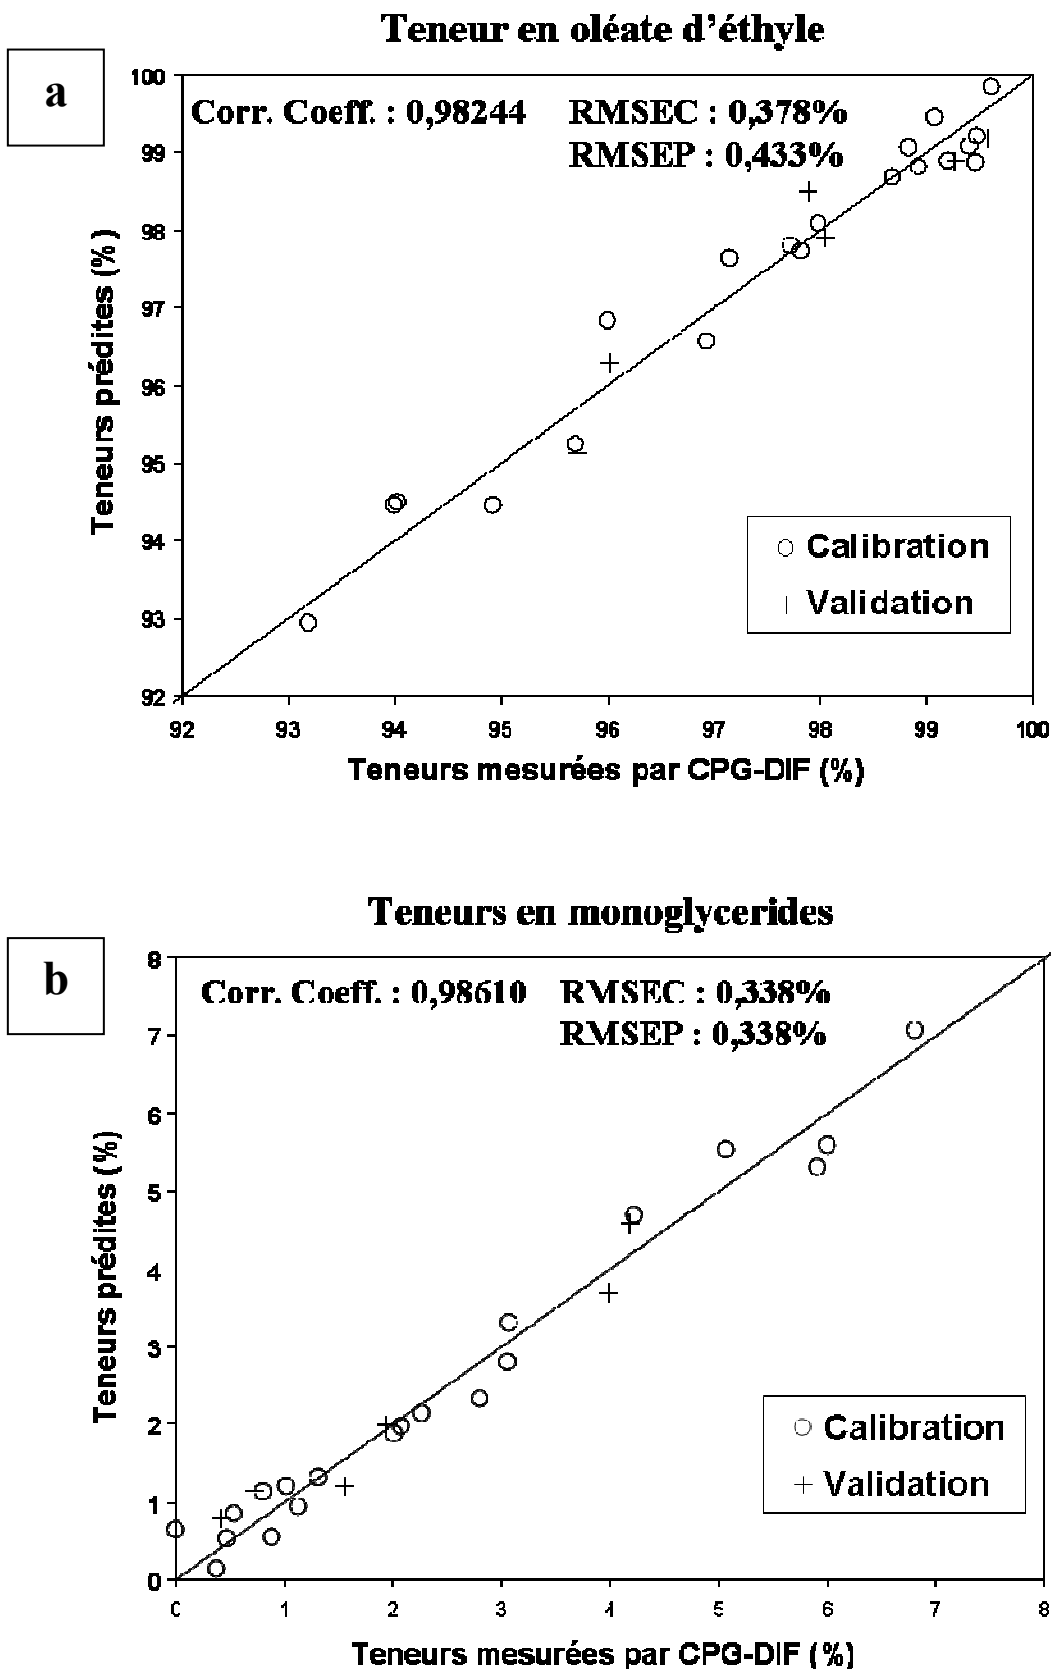 Teneur en oléate d'éthyle
a
100
Corr. Coeff. : 0,98244 RMSEC : 0,378%
RMSEP : 0,433%
99
98
97
96
95
94
93
92
Teneurs prédites (%)
Calibration
Validation
92 93 94 95 96 97 98 99 100
Teneurs mesurées par CPG-DIF (%)
Teneurs en monoglycerides
b
8
Corr. Coeff. : 0,98610 RMSEC : 0,338%
RMSEP : 0,338%
7
6
5
4
3
2
1
0
Teneurs prédites (%)
Calibration
Validation
0 1 2 3 4 5 6 7 8
Teneurs mesurées par CPG-DIF (%)